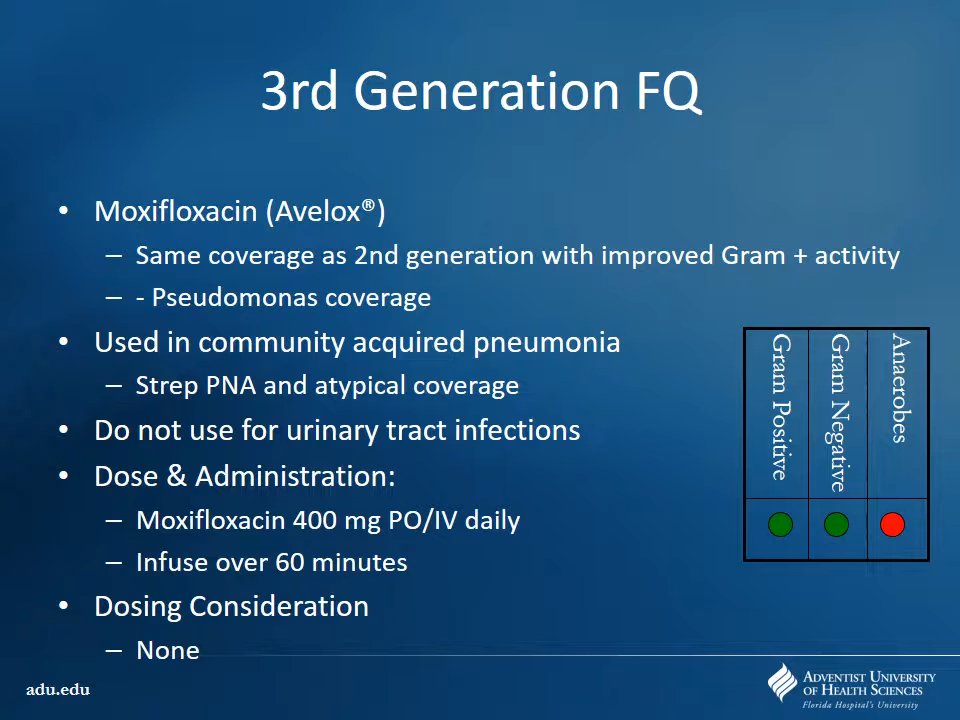 3rd Generation FQ
• Moxifloxacin (Avelox®)
– Same coverage as 2nd generation with improved Gram + activity
– - Pseudomonas coverage
• Used in community acquired pneumonia
– Strep PNA and atypical coverage
• Do not use for urinary tract infections
• Dose & Administration:
– Moxifloxacin 400 mg PO/IV daily
– Infuse over 60 minutes
• Dosing Consideration
– None
Gram Positive
Gram Negative
Anaerobes
adu.edu
ADVENTIST UNIVERSITY
OF HEALTH SCIENCES
Florida Hospital's University